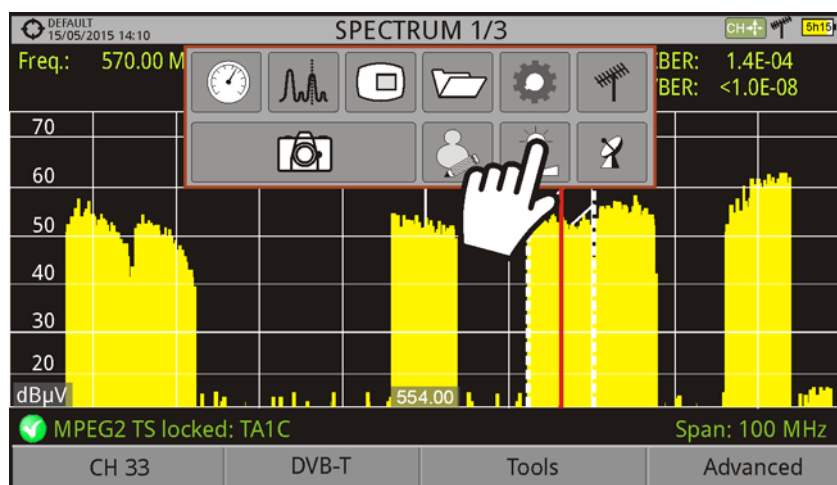 DEFAULT
15/05/2015 14:10
SPECTRUM 1/3
CH
5h15
Freq.: 570.00 M
BER: 1.4E-04
BER: <1.0E-08
70
60
50
40
30
20
dBµV
554.00
MPEG2 TS locked: TA1C
Span: 100 MHz
CH 33
DVB-T
Tools
Advanced